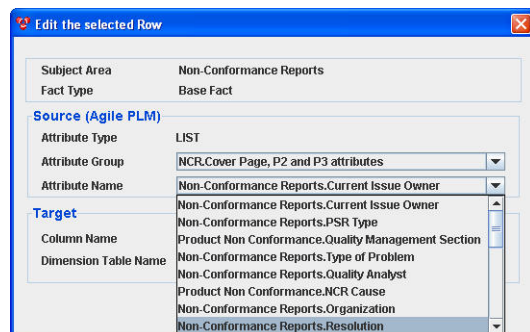 Edit the selected Row
Subject Area Non-Conformance Reports
Fact Type Base Fact
Source (Agile PLM)
Attribute Type LIST
Attribute Group NCR.Cover Page, P2 and P3 attributes
Attribute Name Non-Conformance Reports.Current Issue Owner
Non-Conformance Reports.Current Issue Owner
Target Non-Conformance Reports.PSR Type
Column Name Product Non Conformance.Quality Management Section
Dimension Table Name Non-Conformance Reports.Type of Problem
Non-Conformance Reports.Quality Analyst
Product Non Conformance.NCR Cause
Non-Conformance Reports.Organization
Non-Conformance Reports.Resolution